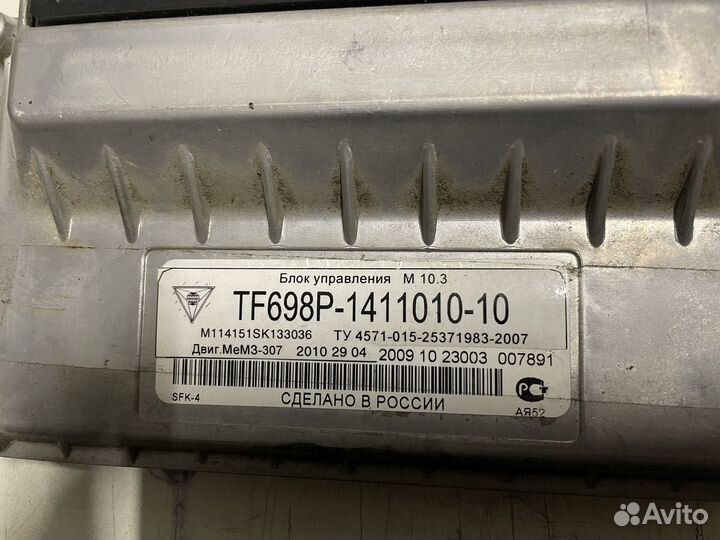 Блок управления М 10.3
TF698P-1411010-10
M114151SK133036 ТУ 4571-015-25371983-2007
Двиг.МеМЗ-307 2010 29 04 2009 10 23003 007891
SFK-4 СДЕЛАНО В РОССИИ
РСТ
АЯ52
Avito